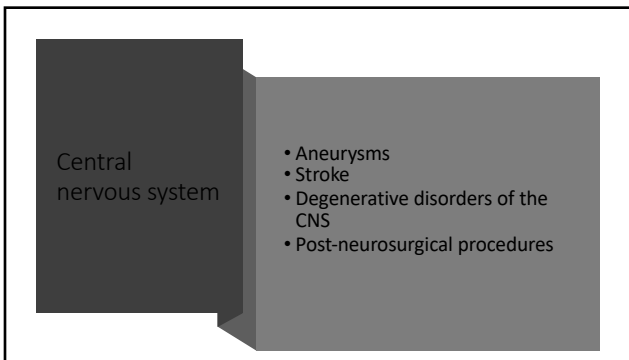 Central
nervous system
• Aneurysms
• Stroke
• Degenerative disorders of the
CNS
• Post-neurosurgical procedures